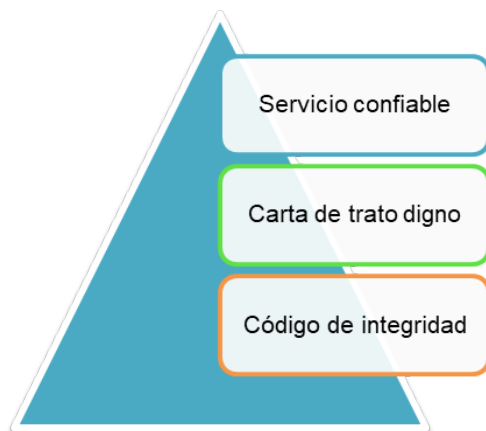 Servicio confiable
Carta de trato digno
Código de integridad